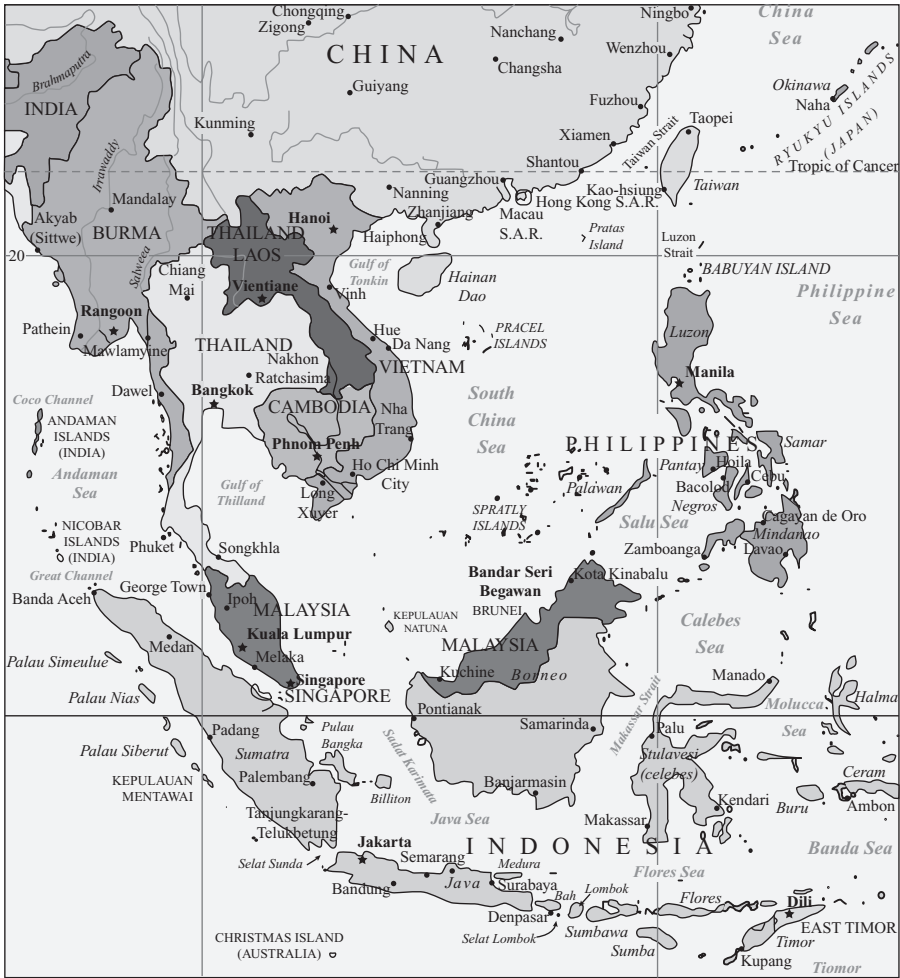 Chongqing
Zigong
Ningbo
China
Sea
Nanchang
CHINA
Wenzhou
Changsha
Brahmaputra
Guiyang
Okinawa
Naha
INDIA
Fuzhou
RYUKYU ISLANDS
(JAPAN)
Kunming
Taopei
Xiamen
Taiwan Strait
Irrawaddy
Shantou
Tropic of Cancer
Guangzhou
Nanning
Kao-hsiung
Taiwan
Mandalay
Hong Kong S.A.R.
Zhanjiang
Macau
S.A.R.
Akyab
(Sittwe)
Hanoi
BURMA
THAILAND
Haiphong
Pratas
Island
Luzon
Strait
LAOS
20
Salweea
Chiang
Mai
Gulf of
Tonkin
Hainan
Dao
BABUYAN ISLAND
Vientiane
Vinh
Philippine
Sea
Rangoon
Pathein
Mawlamyine
Hue
Da Nang
PRACEL
ISLANDS
Luzon
THAILAND
Nakhon
Ratchasima
VIETNAM
Manila
Dawel
Bangkok
Coco Channel
CAMBODIA
Nha
Trang
South
China
Sea
ANDAMAN
ISLANDS
(INDIA)
Phnom Penh
PHILIPPINES
Samar
Pantay
Hoila
Cebu
Andaman
Sea
Ho Chi Minh
City
Gulf of
Thiland
Long
Xuyer
Palawan
Bacolod
Negros
SPRATLY
ISLANDS
Salu Sea
Cagayan de Oro
Mindanao
NICOBAR
ISLANDS
(INDIA)
Phuket
Songkhla
Zamboanga
Davao
Great Channel
Bandar Seri
Begawan
Kota Kinabalu
BRUNEI
Banda Aceh
George Town
Ipoh
MALAYSIA
KEPULAUAN
NATUNA
Calebes
Sea
Kuala Lumpur
Medan
MALAYSIA
Melaka
Palau Simeulue
Kuchine
Borneo
Singapore
SINGAPORE
Manado
Palau Nias
Makassar Strait
Molucca
Sea
Halma
Pontianak
Padang
Pulau
Bangka
Samarinda
Palu
Palau Siberut
Sumatra
Sadat Karinata
Stulavesi
(celebes)
KEPULAUAN
MENTAWAI
Palembang
Billiton
Banjarmasin
Ceram
Buru
Ambon
Kendari
Tanjungkarang-
Telukbetung
Java Sea
Makassar
INDONESIA
Jakarta
Banda Sea
Selat Sunda
Semarang
Medura
Flores Sea
Bandung
Java
Surabaya
Bah
Lombok
Flores
Dili
Denpasar
Selat Lombok
Sumbawa
Sumba
EAST TIMOR
Timor
Kupang
CHRISTMAS ISLAND
(AUSTRALIA)
Tiomor